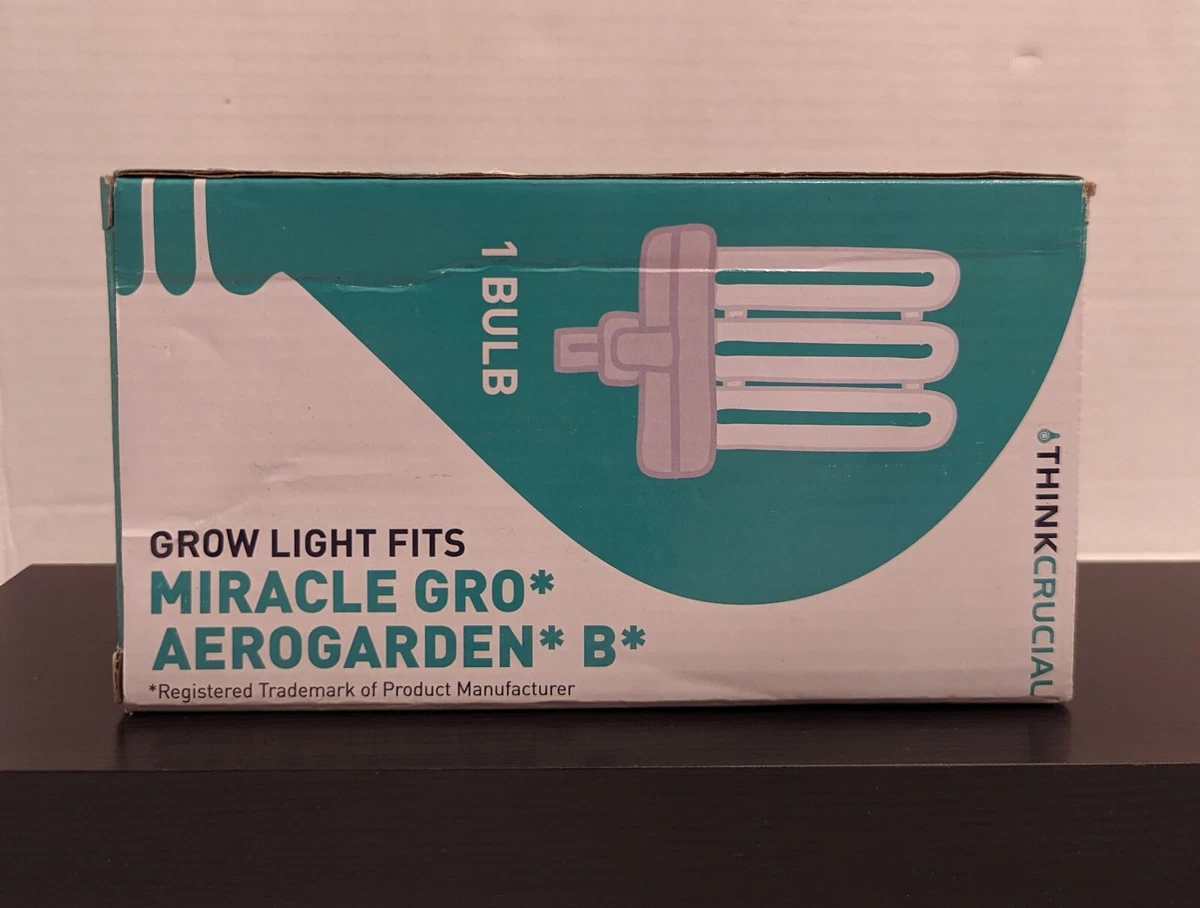 1 BULB
GROW LIGHT FITS
MIRACLE GRO*
AEROGARDEN* B*
*Registered Trademark of Product Manufacturer
THINKCRUCIAL